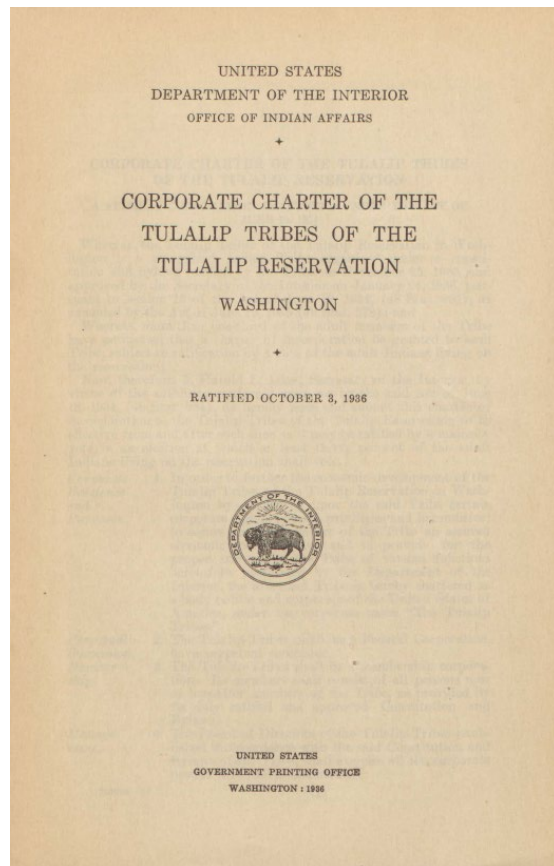 UNITED STATES
DEPARTMENT OF THE INTERIOR
OFFICE OF INDIAN AFFAIRS
CORPORATE CHARTER OF THE
TULALIP TRIBES OF THE
TULALIP RESERVATION
WASHINGTON
RATIFIED OCTOBER 3, 1936
DEPARTMENT OF THE INTERIOR
UNITED STATES
GOVERNMENT PRINTING OFFICE
WASHINGTON : 1936